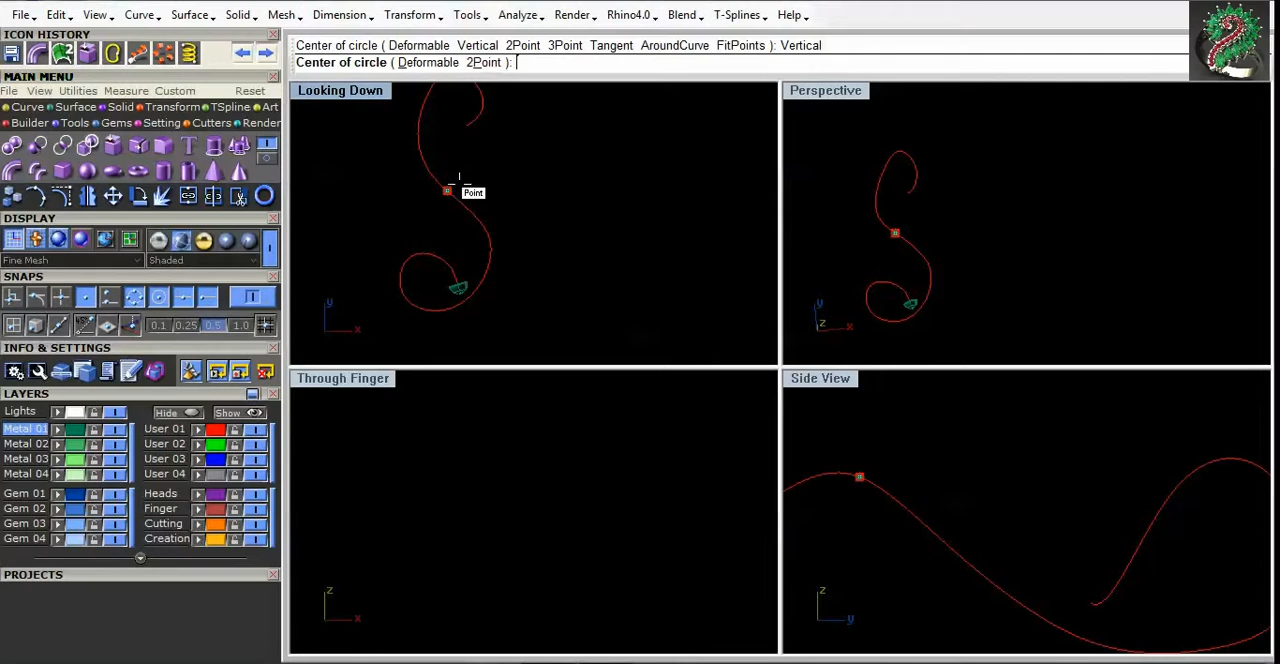 File Edit View Curve Surface Solid Mesh Dimension Transform Tools Analyze Render Rhino4.0 Blend T-Splines Help
ICON HISTORY
Center of circle ( Deformable Vertical 2Point 3Point Tangent AroundCurve FitPoints ): Vertical
Center of circle ( Deformable 2Point ):
MAIN MENU
File View Utilities Measure Custom Reset
Curve Surface Solid Transform TSpline Art
Builder Tools Gems Setting Cutters Render
DISPLAY
Fine Mesh Shaded
SNAPS
0.1 0.25 0.5 1.0
INFO & SETTINGS
LAYERS
Lights Hide Show
Metal 01 User 01
Metal 02 User 02
Metal 03 User 03
Metal 04 User 04
Gem 01 Heads
Gem 02 Finger
Gem 03 Cutting
Gem 04 Creation
PROJECTS
Looking Down
Point
y
x
Perspective
y
z x
Through Finger
z
x
Side View
z
y